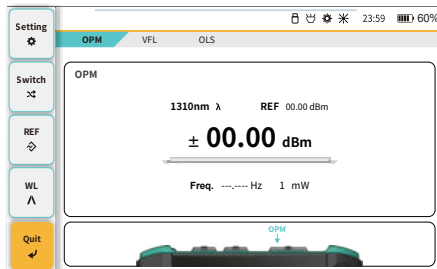 23:59 60%
Setting
Switch
REF
WL
Λ
Quit
OPM VFL OLS
OPM
1310nm λ REF 00.00 dBm
± 00.00 dBm
Freq. ---.---- Hz 1 mW
OPM